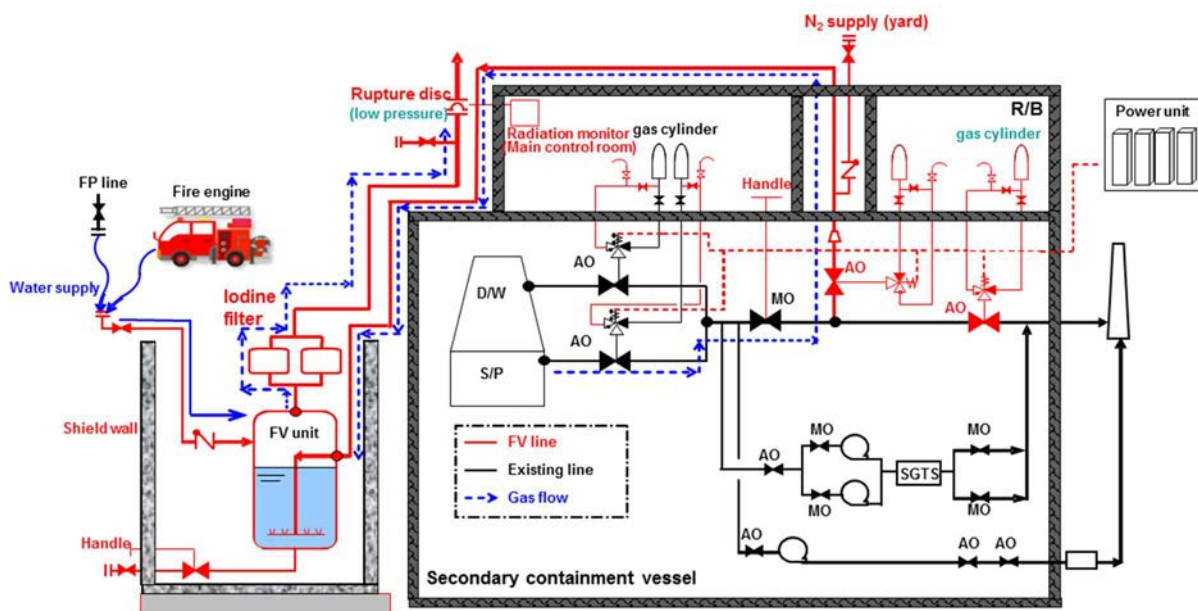 N₂ supply (yard)
Rupture disc
(low pressure)
R/B
Power unit
Radiation monitor
(Main control room)
gas cylinder
gas cylinder
FP line
Fire engine
Handle
Water supply
Iodine
filter
AO
AO
AO
MO
AO
D/W
S/P
Shield wall
FV unit
FV line
Existing line
Gas flow
AO
MO
MO
SGTS
MO
MO
Handle
AO
AO
AO
Secondary containment vessel